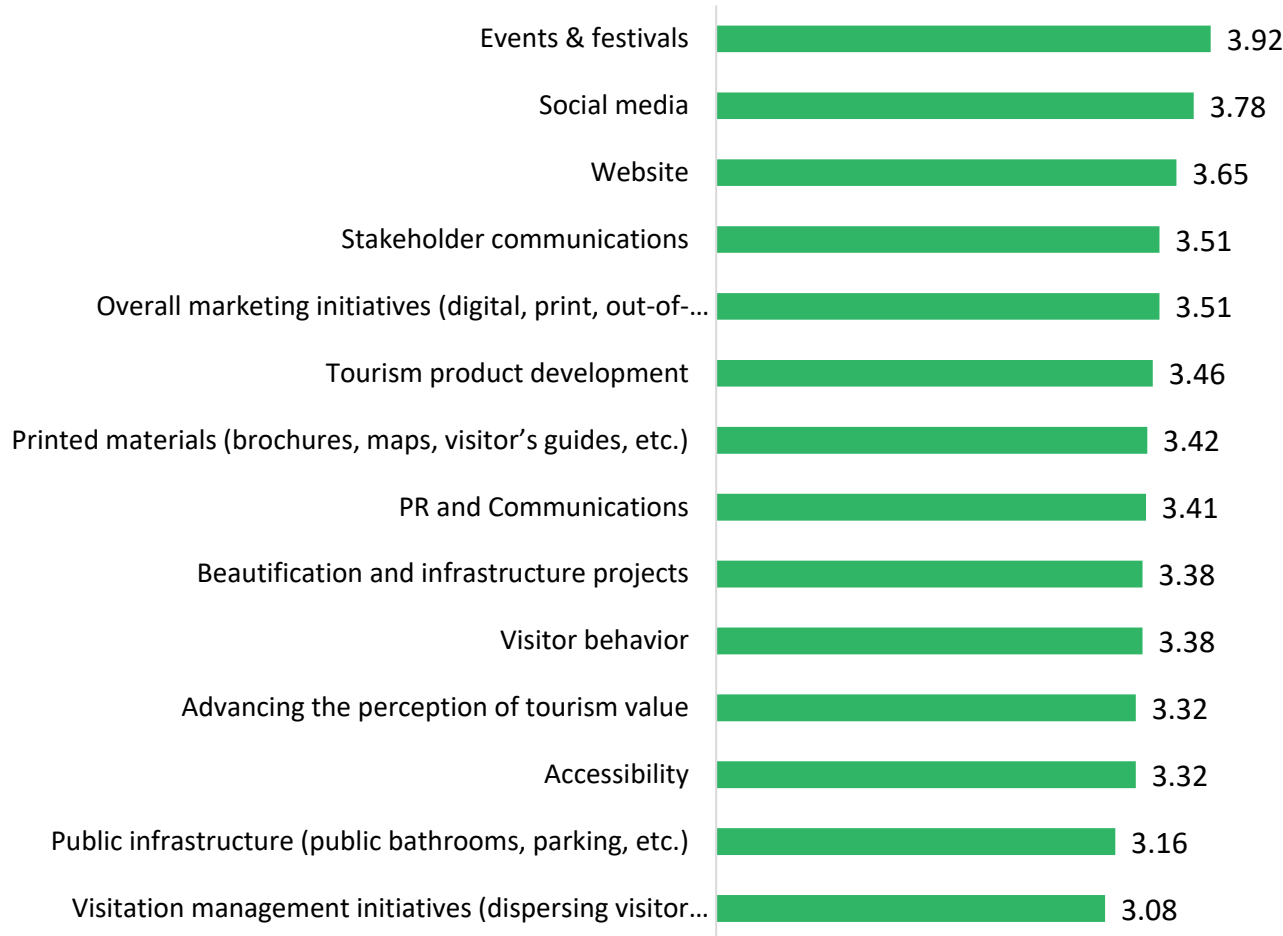 Events & festivals 3.92
Social media 3.78
Website 3.65
Stakeholder communications 3.51
Overall marketing initiatives (digital, print, out-of-... 3.51
Tourism product development 3.46
Printed materials (brochures, maps, visitor’s guides, etc.) 3.42
PR and Communications 3.41
Beautification and infrastructure projects 3.38
Visitor behavior 3.38
Advancing the perception of tourism value 3.32
Accessibility 3.32
Public infrastructure (public bathrooms, parking, etc.) 3.16
Visitation management initiatives (dispersing visitor... 3.08